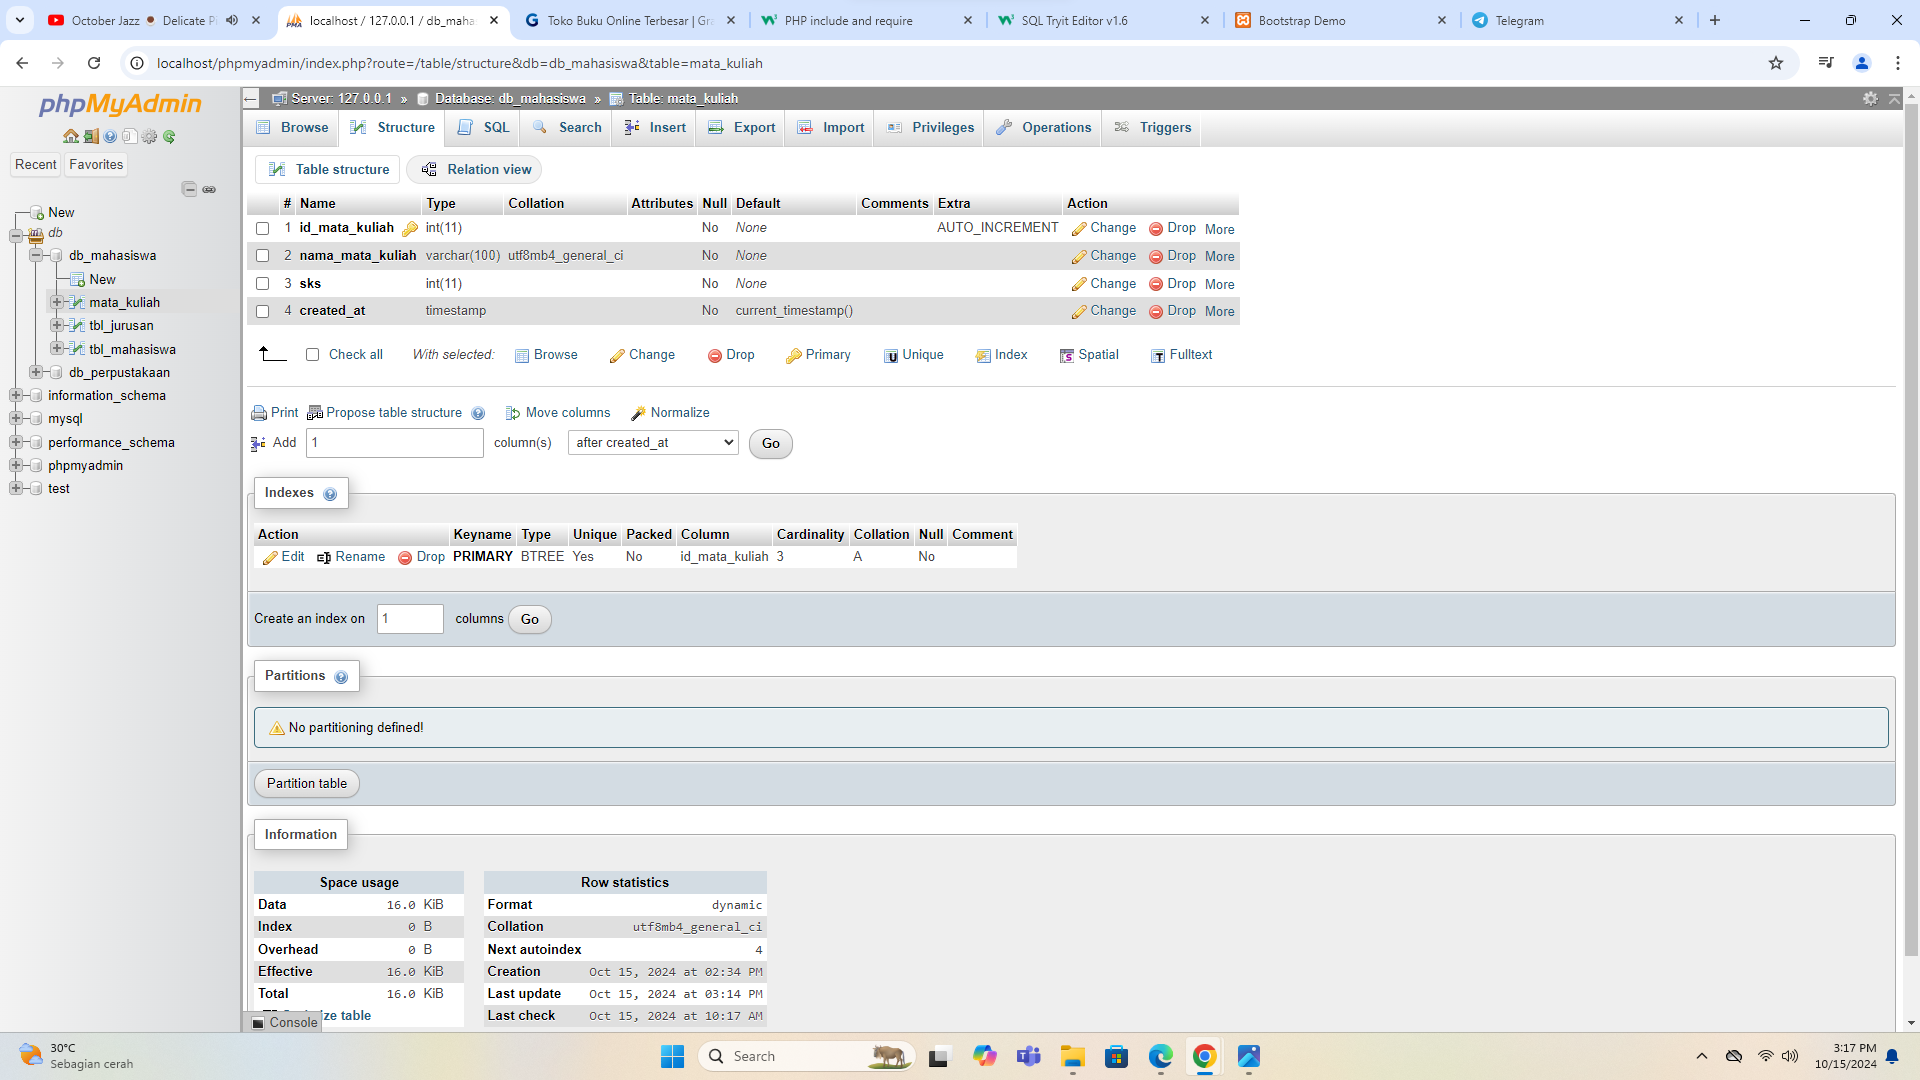 October Jazz Delicate Pi
localhost / 127.0.0.1 / db_mahas
Toko Buku Online Terbesar | Gra
PHP include and require
SQL Tryit Editor v1.6
Bootstrap Demo
Telegram
localhost/phpmyadmin/index.php?route=/table/structure&db=db_mahasiswa&table=mata_kuliah
phpMyAdmin
Recent Favorites
New
db
db_mahasiswa
New
mata_kuliah
tbl_jurusan
tbl_mahasiswa
db_perpustakaan
information_schema
mysql
performance_schema
phpmyadmin
test
Server: 127.0.0.1 » Database: db_mahasiswa » Table: mata_kuliah
Browse Structure SQL Search Insert Export Import Privileges Operations Triggers
Table structure Relation view
# Name Type Collation Attributes Null Default Comments Extra Action
1 id_mata_kuliah int(11) No None AUTO_INCREMENT Change Drop More
2 nama_mata_kuliah varchar(100) utf8mb4_general_ci No None Change Drop More
3 sks int(11) No None Change Drop More
4 created_at timestamp No current_timestamp() Change Drop More
Check all With selected: Browse Change Drop Primary Unique Index Spatial Fulltext
Print Propose table structure Move columns Normalize
Add 1 column(s) after created_at Go
Indexes
Action Keyname Type Unique Packed Column Cardinality Collation Null Comment
Edit Rename Drop PRIMARY BTREE Yes No id_mata_kuliah 3 A No
Create an index on 1 columns Go
Partitions
No partitioning defined!
Partition table
Information
Space usage
Data 16.0 KiB
Index 0 B
Overhead 0 B
Effective 16.0 KiB
Total 16.0 KiB
table
Row statistics
Format dynamic
Collation utf8mb4_general_ci
Next autoindex 4
Creation Oct 15, 2024 at 02:34 PM
Last update Oct 15, 2024 at 03:14 PM
Last check Oct 15, 2024 at 10:17 AM
Console
30°C
Sebagian cerah
Search
3:17 PM
10/15/2024